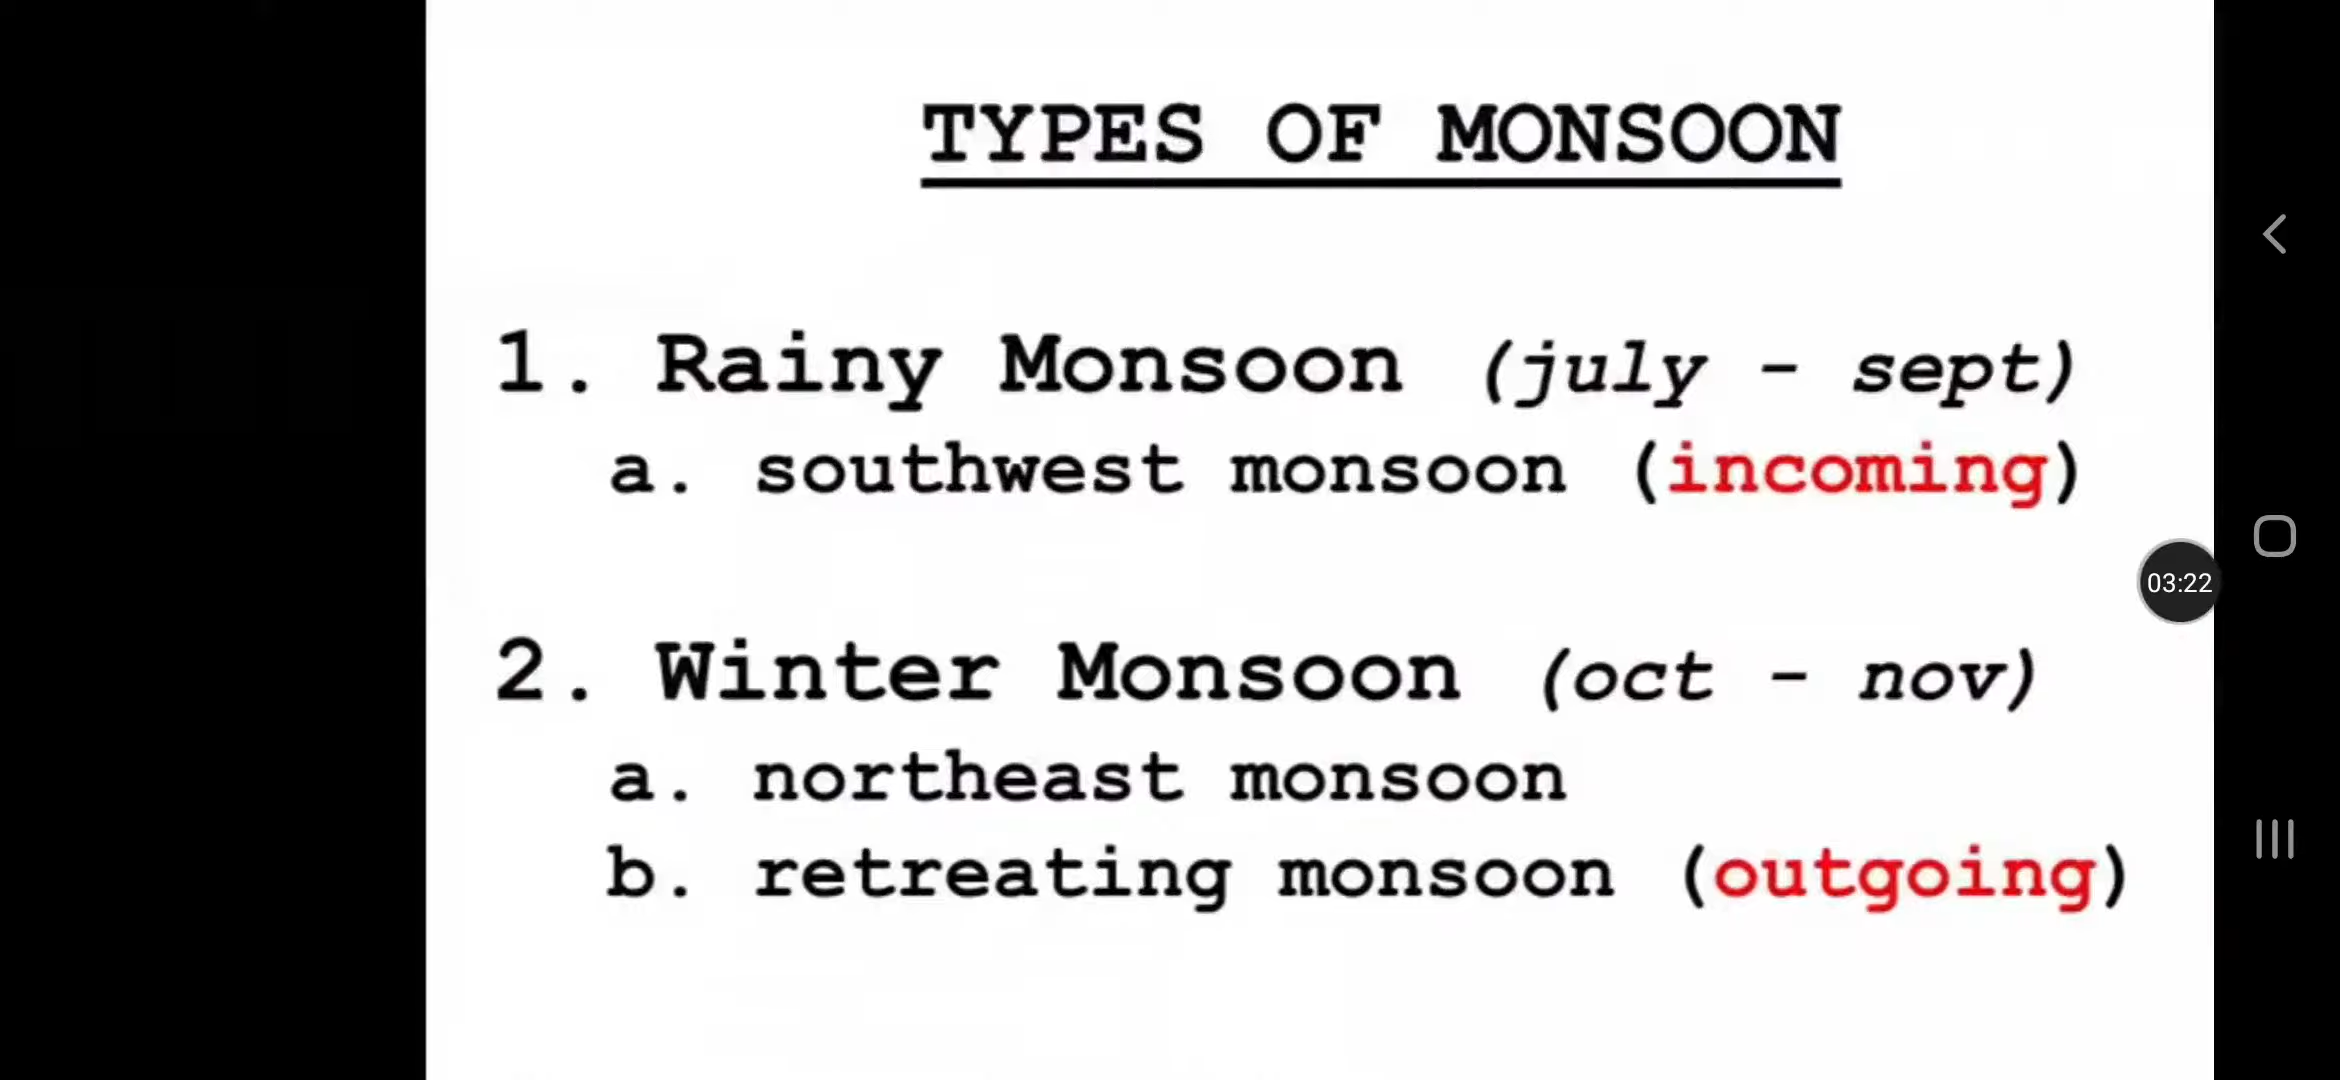 TYPES OF MONSOON
1. Rainy Monsoon (july - sept)
a. southwest monsoon (incoming)
03:22
2. Winter Monsoon (oct - nov)
a. northeast monsoon
b. retreating monsoon (outgoing)